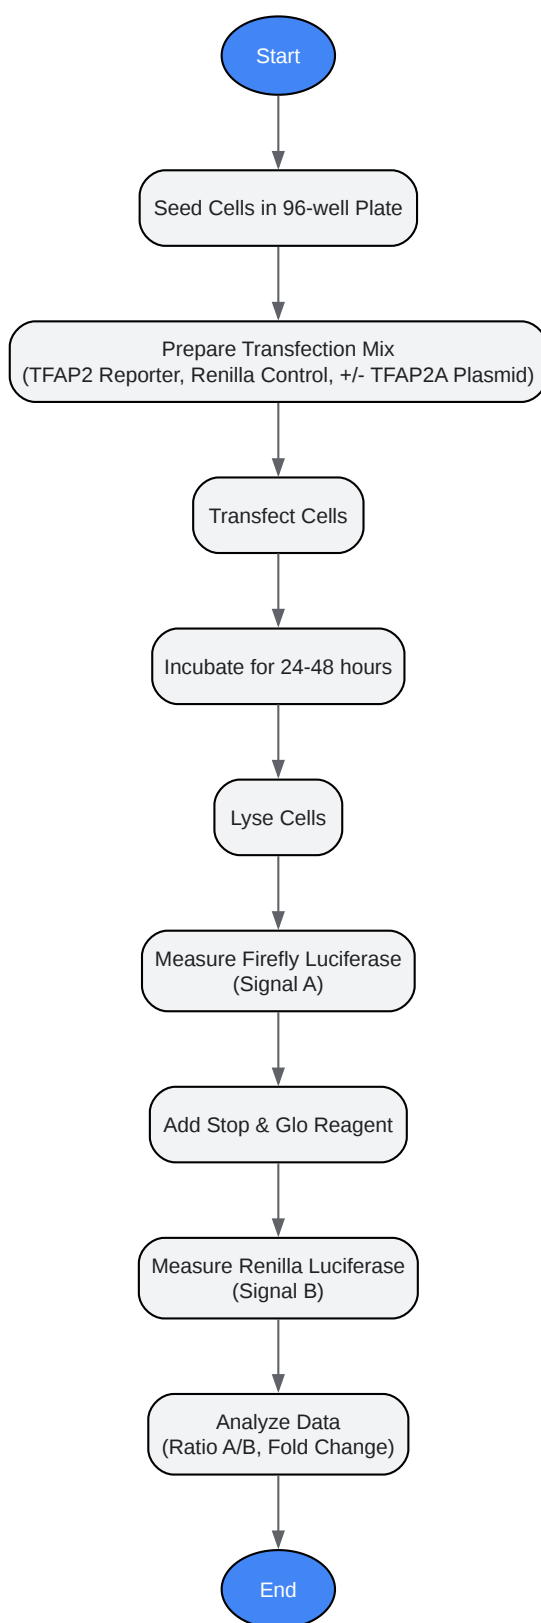 Start
Seed Cells in 96-well Plate
Prepare Transfection Mix
(TFAP2 Reporter, Renilla Control, +/- TFAP2A Plasmid)
Transfect Cells
Incubate for 24-48 hours
Lyse Cells
Measure Firefly Luciferase
(Signal A)
Add Stop & Glo Reagent
Measure Renilla Luciferase
(Signal B)
Analyze Data
(Ratio A/B, Fold Change)
End